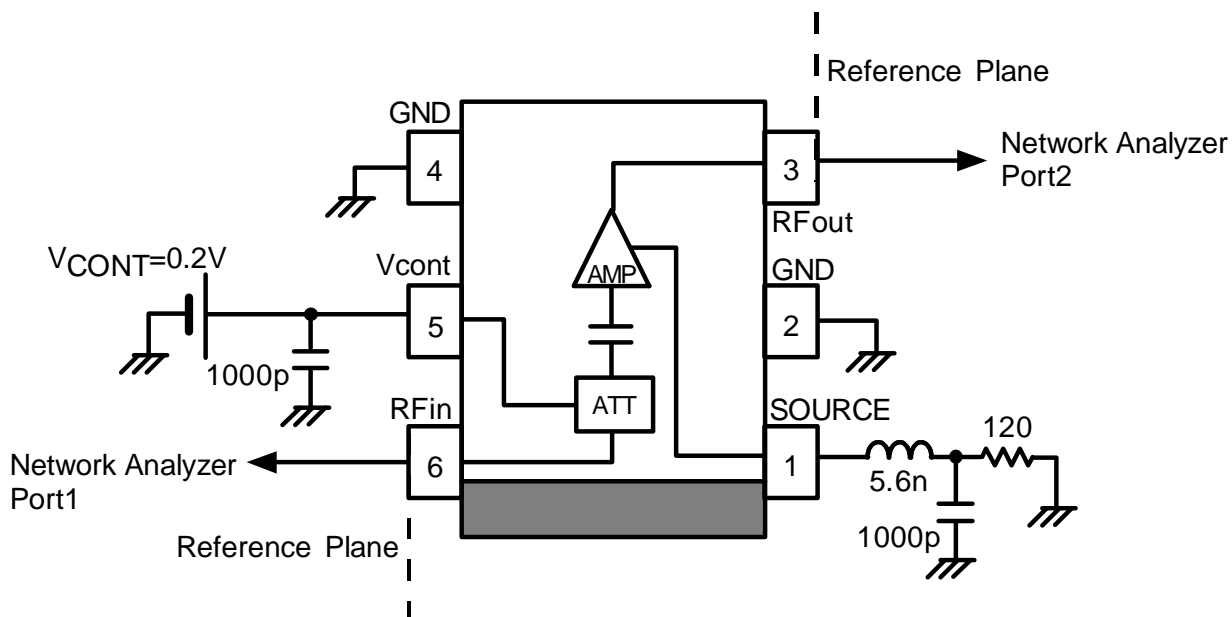 Reference Plane
GND
4
3
Network Analyzer
Port2
RFout
VCONT=0.2V
Vcont
AMP
GND
5
2
1000p
ATT
RFin
SOURCE
120
Network Analyzer
Port1
6
1
5.6n
1000p
Reference Plane